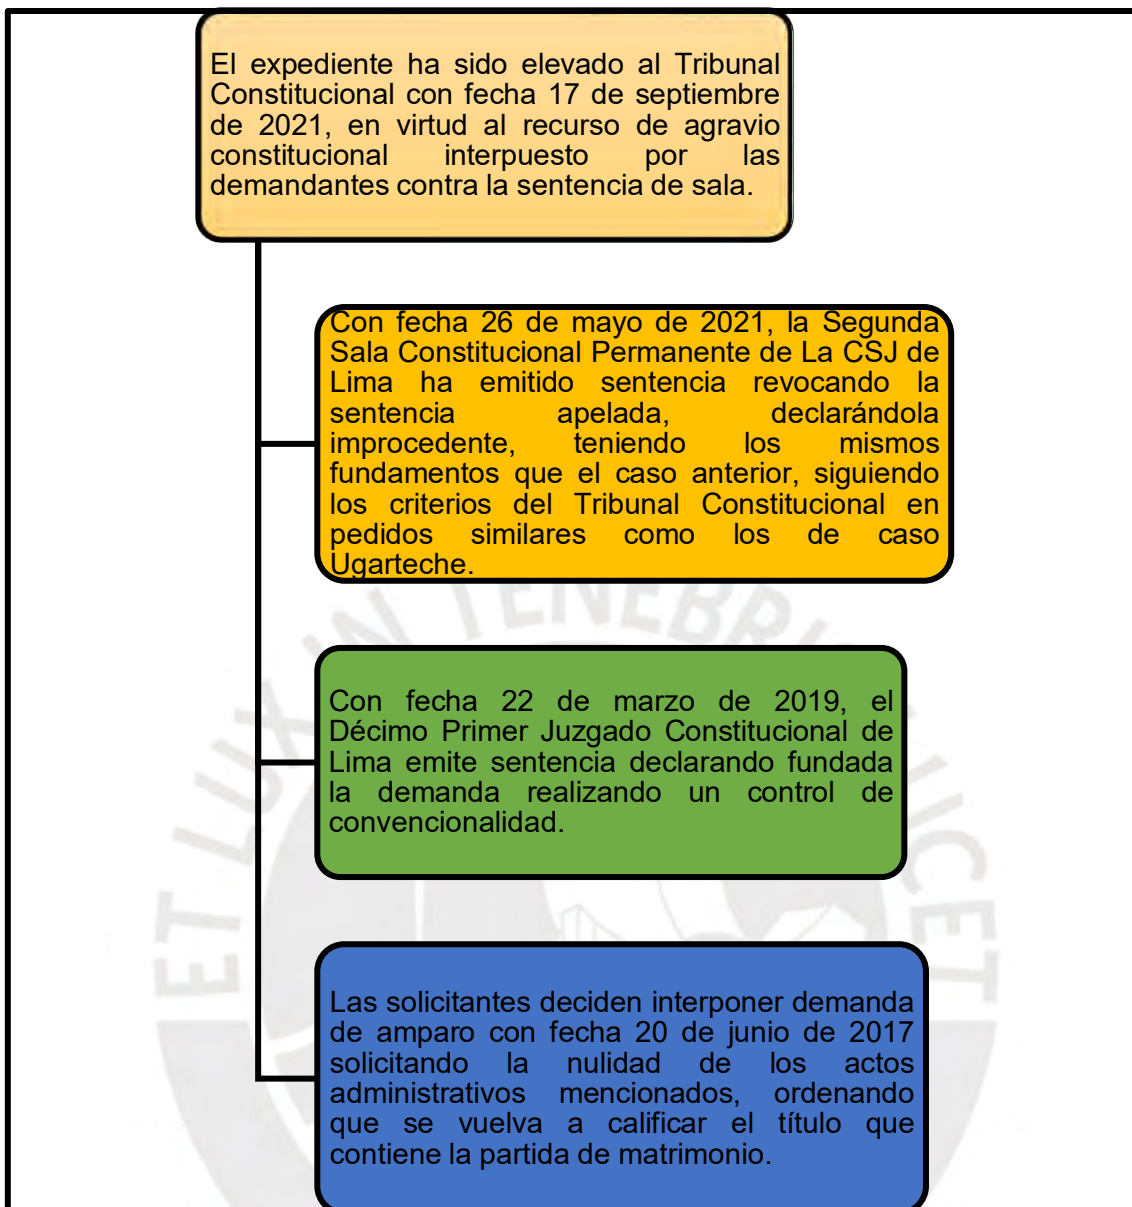 El expediente ha sido elevado al Tribunal
Constitucional con fecha 17 de septiembre
de 2021, en virtud al recurso de agravio
constitucional interpuesto por las
demandantes contra la sentencia de sala.
Con fecha 26 de mayo de 2021, la Segunda
Sala Constitucional Permanente de La CSJ de
Lima ha emitido sentencia revocando la
sentencia apelada, declarándola
improcedente, teniendo los mismos
fundamentos que el caso anterior, siguiendo
los criterios del Tribunal Constitucional en
pedidos similares como los de caso
Ugarteche.
Con fecha 22 de marzo de 2019, el
Décimo Primer Juzgado Constitucional de
Lima emite sentencia declarando fundada
la demanda realizando un control de
convencionalidad.
Las solicitantes deciden interponer demanda
de amparo con fecha 20 de junio de 2017
solicitando la nulidad de los actos
administrativos mencionados, ordenando
que se vuelva a calificar el título que
contiene la partida de matrimonio.
ET LUX IN TENEBRI
UCET